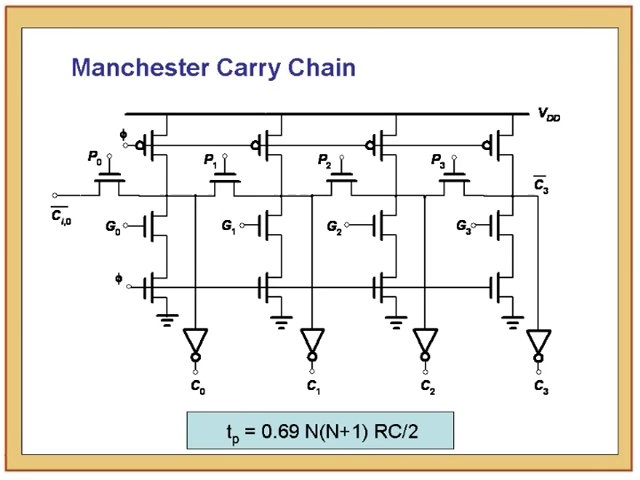 Manchester Carry Chain
V_DD
ϕ
P_0 P_1 P_2 P_3
C̅_i,0 C̅_3
G_0 G_1 G_2 G_3
ϕ
C_0 C_1 C_2 C_3
t_p = 0.69 N(N+1) RC/2